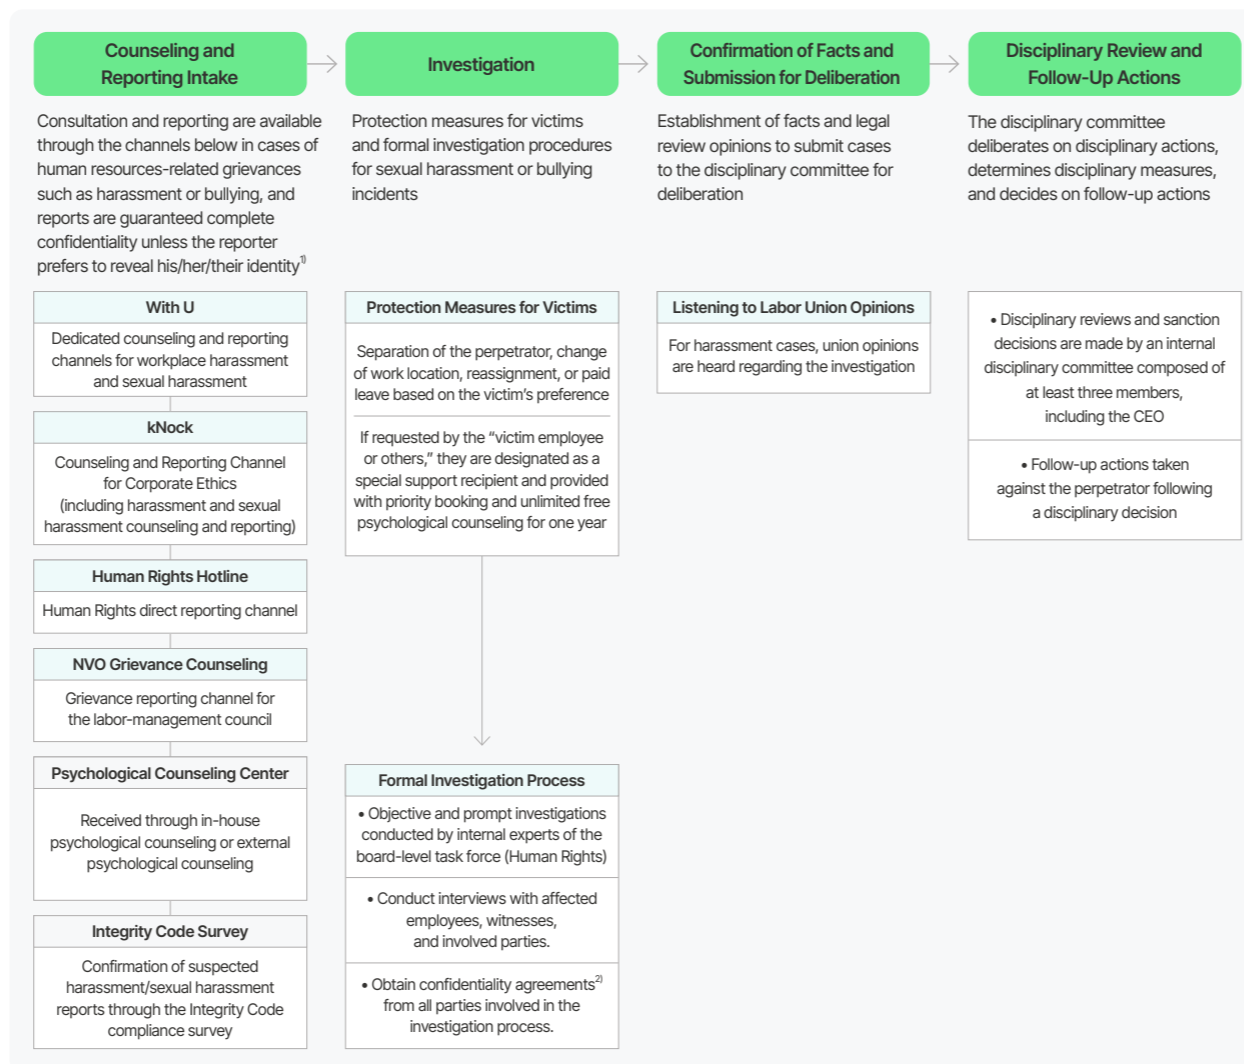 Counseling and
Reporting Intake
Consultation and reporting are available
through the channels below in cases of
human resources-related grievances
such as harassment or bullying, and
reports are guaranteed complete
confidentiality unless the reporter
prefers to reveal his/her/their identity1)
With U
Dedicated counseling and reporting
channels for workplace harassment
and sexual harassment
kNock
Counseling and Reporting Channel
for Corporate Ethics
(including harassment and sexual
harassment counseling and reporting)
Human Rights Hotline
Human Rights direct reporting channel
NVO Grievance Counseling
Grievance reporting channel for
the labor-management council
Psychological Counseling Center
Received through in-house
psychological counseling or external
psychological counseling
Integrity Code Survey
Confirmation of suspected
harassment/sexual harassment
reports through the Integrity Code
compliance survey
Investigation
Protection measures for victims
and formal investigation procedures
for sexual harassment or bullying
incidents
Protection Measures for Victims
Separation of the perpetrator, change
of work location, reassignment, or paid
leave based on the victim’s preference
If requested by the “victim employee
or others,” they are designated as a
special support recipient and provided
with priority booking and unlimited free
psychological counseling for one year
Formal Investigation Process
• Objective and prompt investigations
conducted by internal experts of the
board-level task force (Human Rights)
• Conduct interviews with affected
employees, witnesses,
and involved parties.
• Obtain confidentiality agreements2)
from all parties involved in the
investigation process.
Confirmation of Facts and
Submission for Deliberation
Establishment of facts and legal
review opinions to submit cases
to the disciplinary committee for
deliberation
Listening to Labor Union Opinions
For harassment cases, union opinions
are heard regarding the investigation
Disciplinary Review and
Follow-Up Actions
The disciplinary committee
deliberates on disciplinary actions,
determines disciplinary measures,
and decides on follow-up actions
• Disciplinary reviews and sanction
decisions are made by an internal
disciplinary committee composed of
at least three members,
including the CEO
• Follow-up actions taken
against the perpetrator following
a disciplinary decision